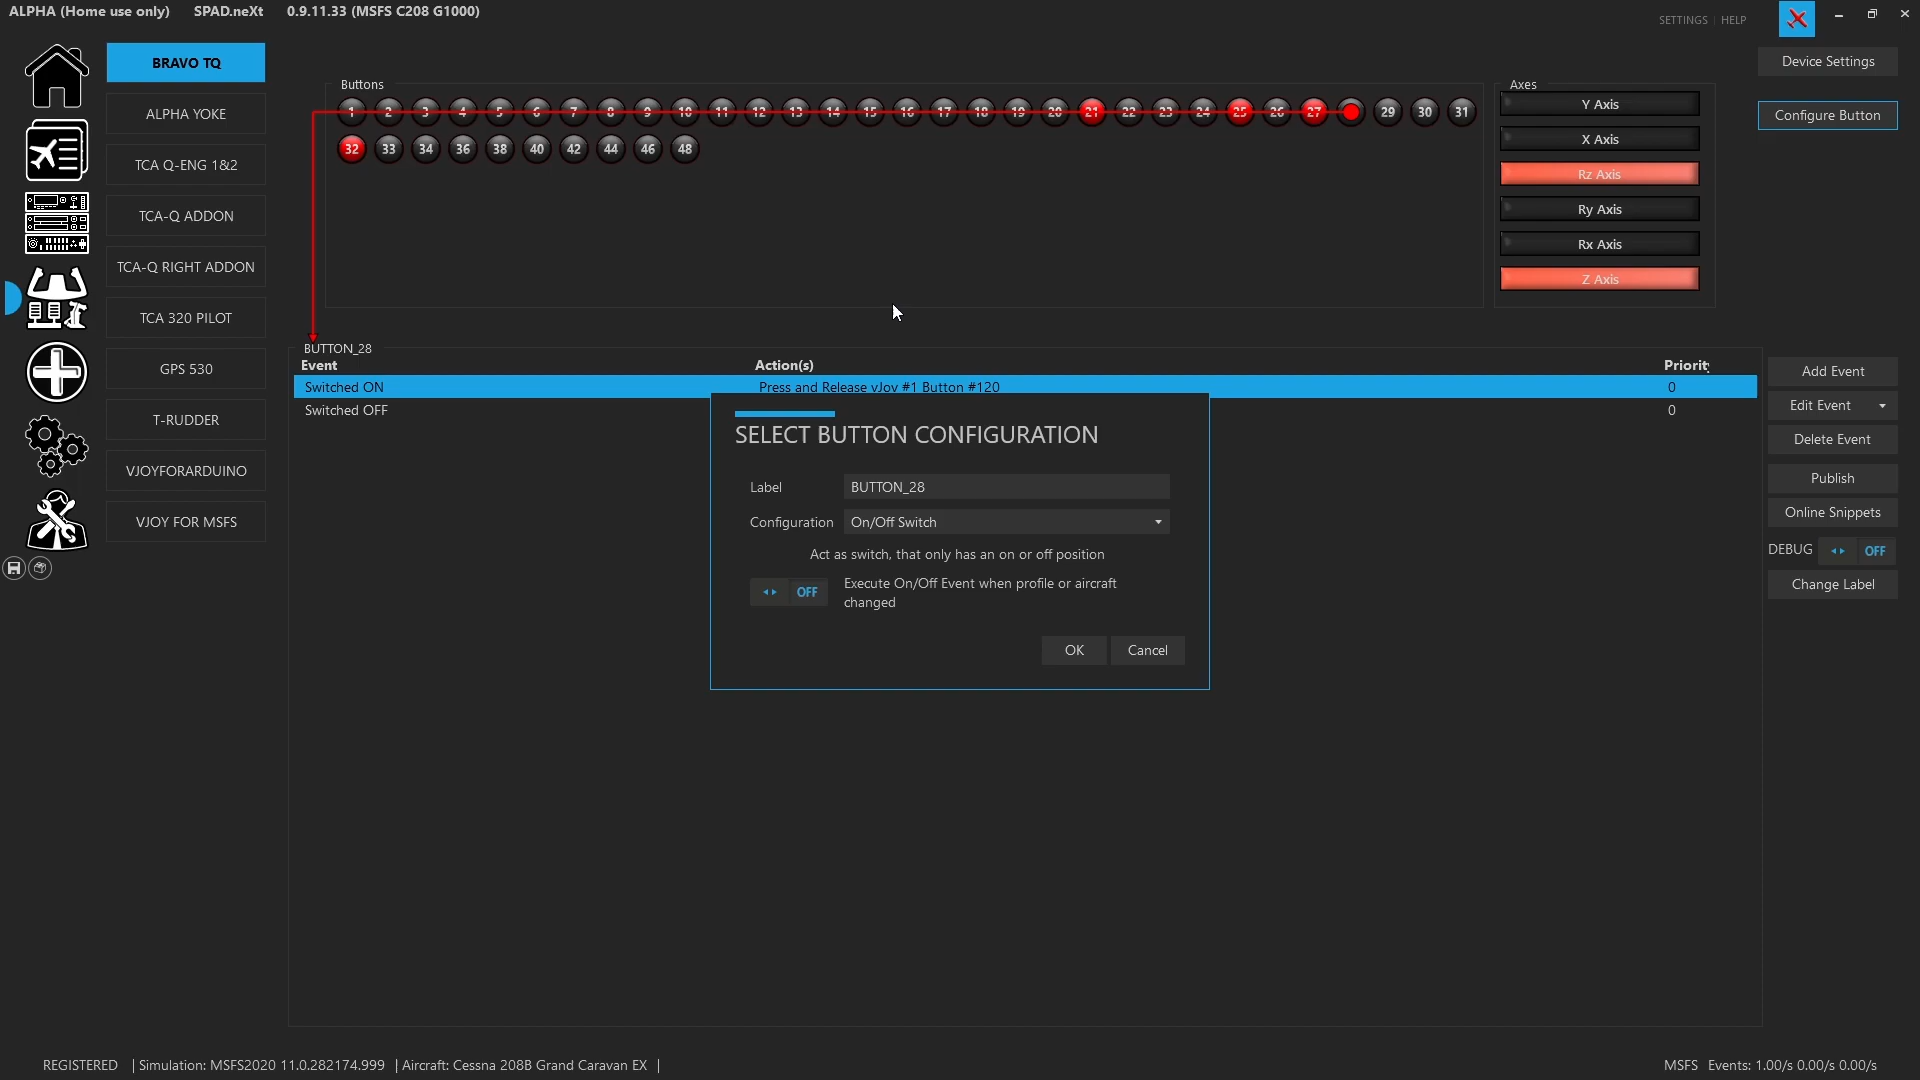 ALPHA (Home use only) SPAD.neXt 0.9.11.33 (MSFS C208 G1000)
SETTINGS | HELP
BRAVO TQ
ALPHA YOKE
TCA Q-ENG 1&2
TCA-Q ADDON
TCA-Q RIGHT ADDON
TCA 320 PILOT
GPS 530
T-RUDDER
VJOYFORARDUINO
VJOY FOR MSFS
Buttons
1 2 3 4 5 6 7 8 9 10 11 12 13 14 15 16 17 18 19 20 21 22 23 24 25 26 27 29 30 31
32 33 34 36 38 40 42 44 46 48
Axes
Y Axis
X Axis
Rz Axis
Ry Axis
Rx Axis
Z Axis
Device Settings
Configure Button
BUTTON_28
Event Action(s) Priority
Switched ON Press and Release vJoy #1 Button #120 0
Switched OFF 0
SELECT BUTTON CONFIGURATION
Label BUTTON_28
Configuration On/Off Switch
Act as switch, that only has an on or off position
OFF Execute On/Off Event when profile or aircraft
changed
OK Cancel
Add Event
Edit Event
Delete Event
Publish
Online Snippets
DEBUG OFF
Change Label
REGISTERED | Simulation: MSFS2020 11.0.282174.999 | Aircraft: Cessna 208B Grand Caravan EX |
MSFS Events: 1.00/s 0.00/s 0.00/s